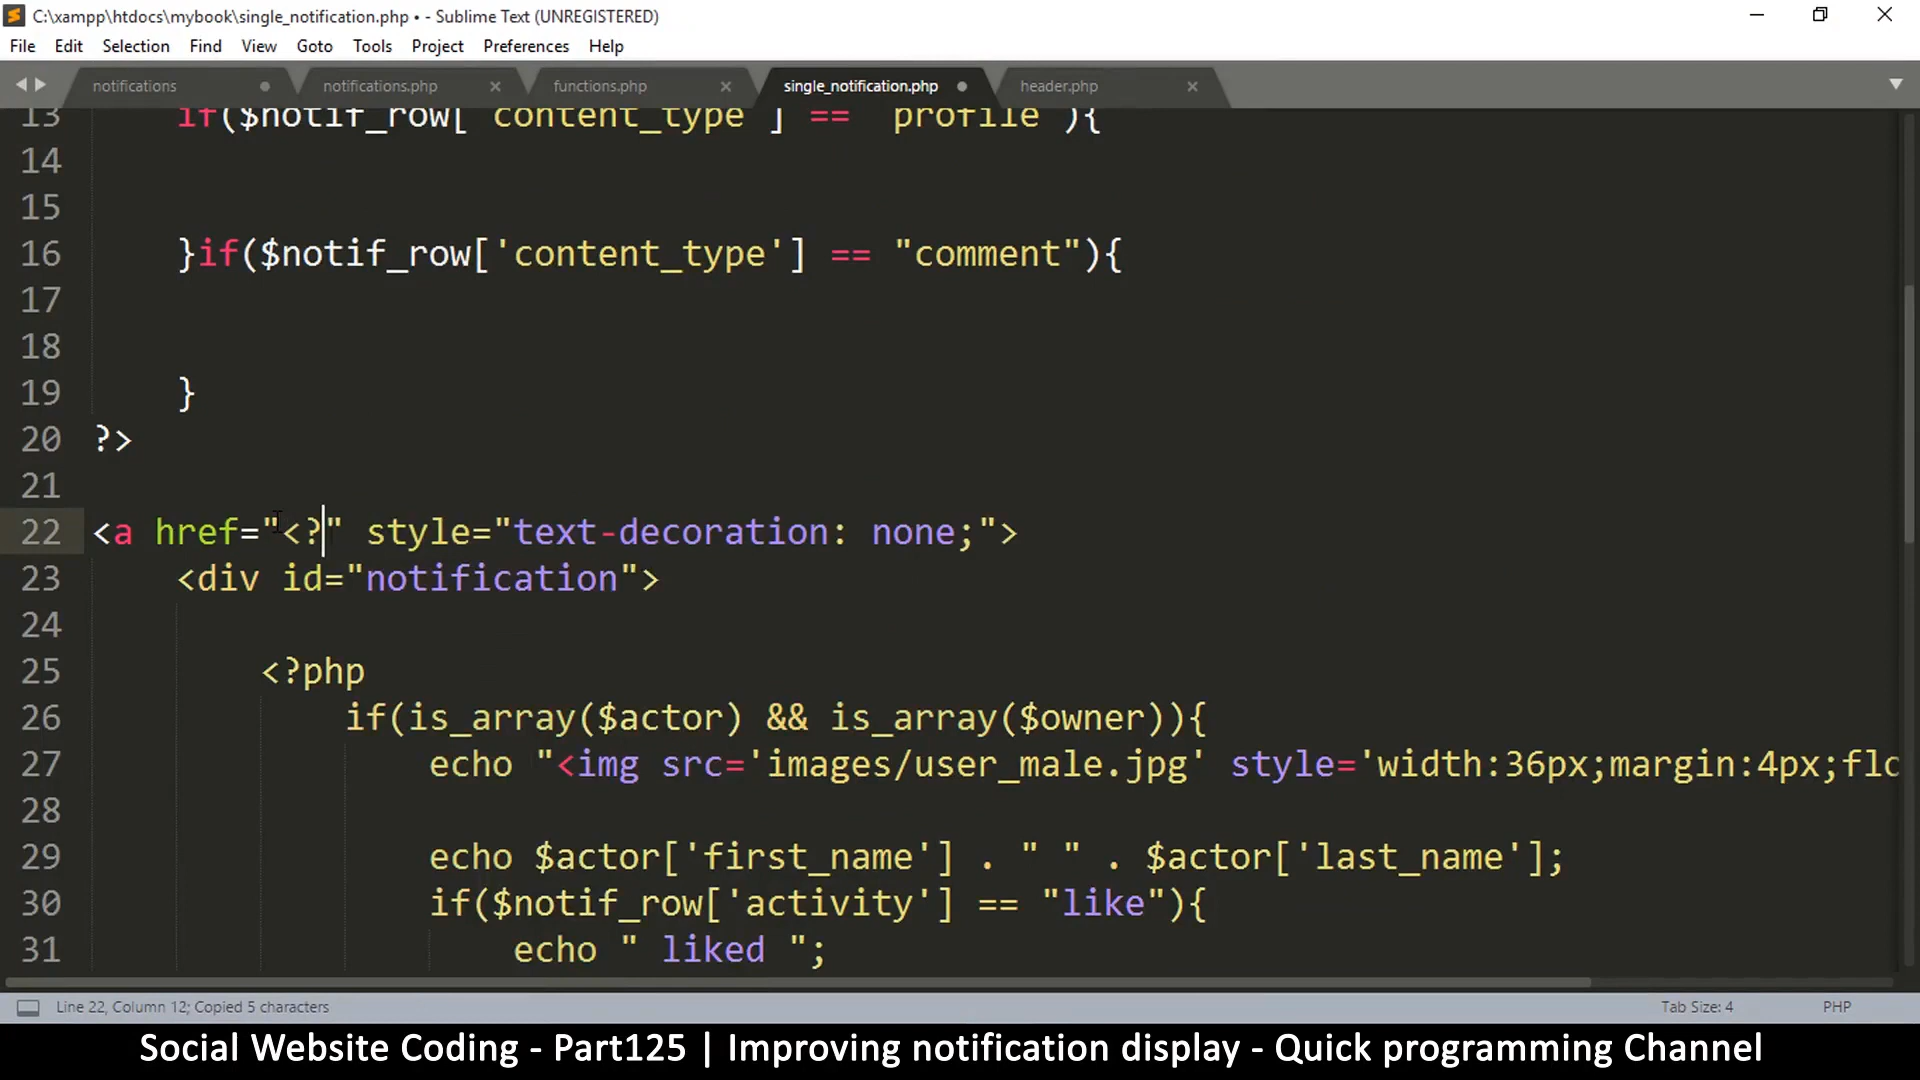 C:\xampp\htdocs\mybook\single_notification.php • - Sublime Text (UNREGISTERED)
File Edit Selection Find View Goto Tools Project Preferences Help
notifications notifications.php functions.php single_notification.php header.php
13 if($notif_row['content_type'] == "profile"){
14
15
16 }if($notif_row['content_type'] == "comment"){
17
18
19 }
20 ?>
21
22 <a href="<?" style="text-decoration: none;">
23 <div id="notification">
24
25 <?php
26 if(is_array($actor) && is_array($owner)){
27 echo "<img src='images/user_male.jpg' style='width:36px;margin:4px;flo
28
29 echo $actor['first_name'] . " " . $actor['last_name'];
30 if($notif_row['activity'] == "like"){
31 echo " liked ";
Line 22, Column 12; Copied 5 characters Tab Size: 4 PHP
Social Website Coding - Part125 | Improving notification display - Quick programming Channel